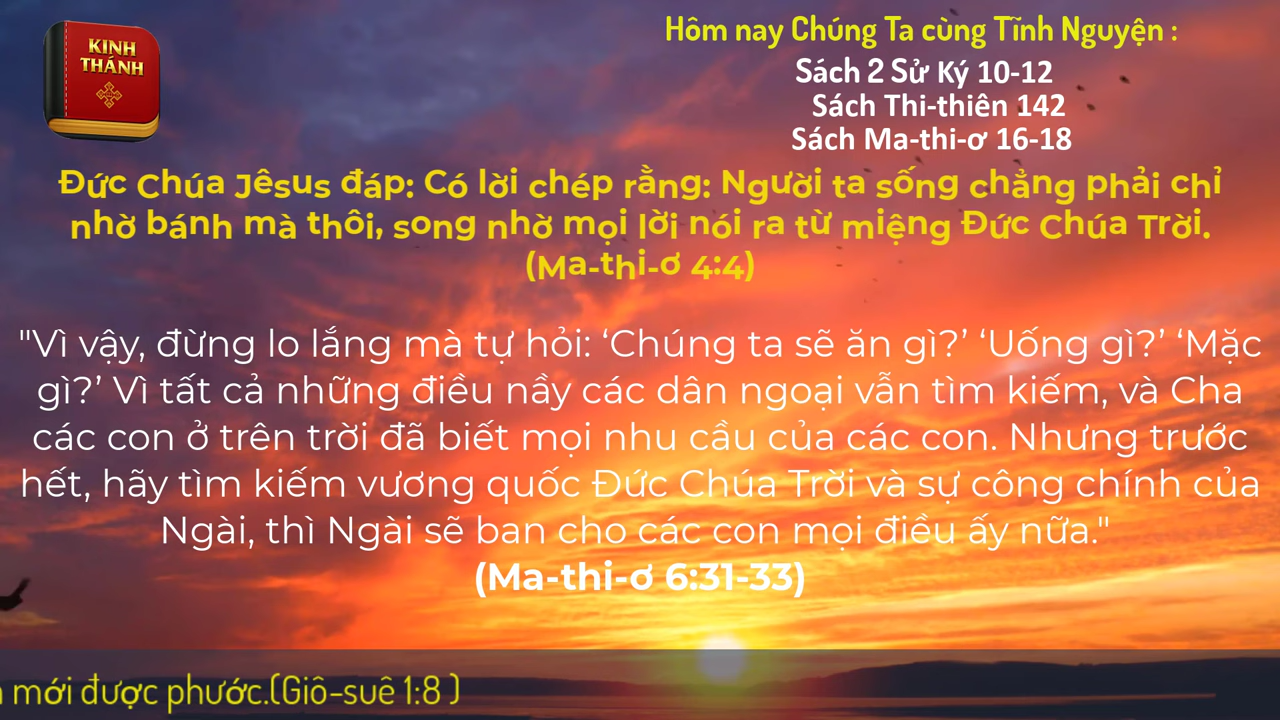 KINH
THÁNH
Hôm nay Chúng Ta cùng Tĩnh Nguyện :
Sách 2 Sử Ký 10-12
Sách Thi-thiên 142
Sách Ma-thi-ơ 16-18
Đức Chúa Jêsus đáp: Có lời chép rằng: Người ta sống chẳng phải chỉ
nhờ bánh mà thôi, song nhờ mọi lời nói ra từ miệng Đức Chúa Trời.
(Ma-thi-ơ 4:4)
"Vì vậy, đừng lo lắng mà tự hỏi: ‘Chúng ta sẽ ăn gì?’ ‘Uống gì?’ ‘Mặc
gì?’ Vì tất cả những điều nầy các dân ngoại vẫn tìm kiếm, và Cha
các con ở trên trời đã biết mọi nhu cầu của các con. Nhưng trước
hết, hãy tìm kiếm vương quốc Đức Chúa Trời và sự công chính của
Ngài, thì Ngài sẽ ban cho các con mọi điều ấy nữa."
(Ma-thi-ơ 6:31-33)
mới được phước.(Giô-suê 1:8 )